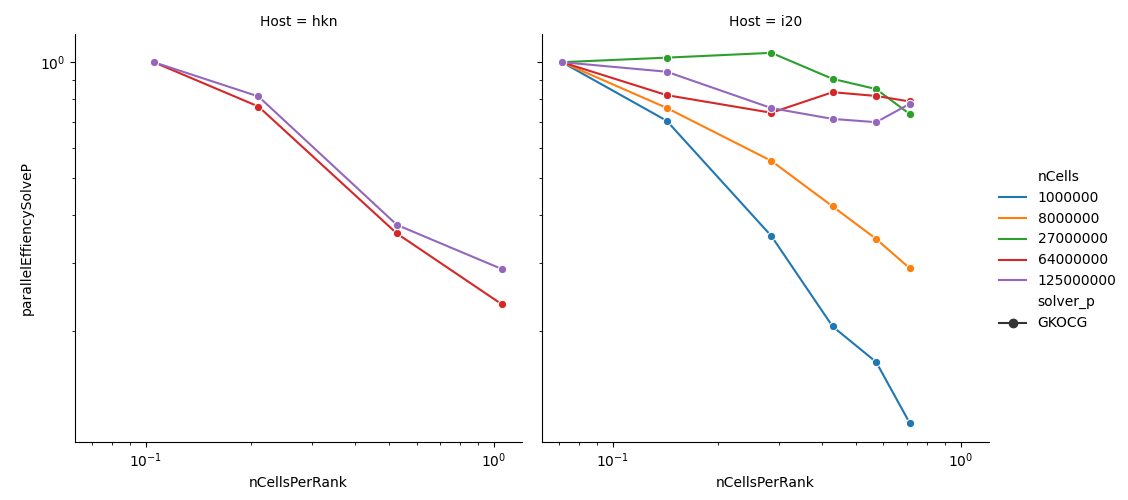 Host = hkn
Host = i20
parallelEffiencySolveP
10⁰
10⁻¹
10⁰
10⁻¹
10⁰
nCellsPerRank
nCellsPerRank
nCells
1000000
8000000
27000000
64000000
125000000
solver_p
GKOCG